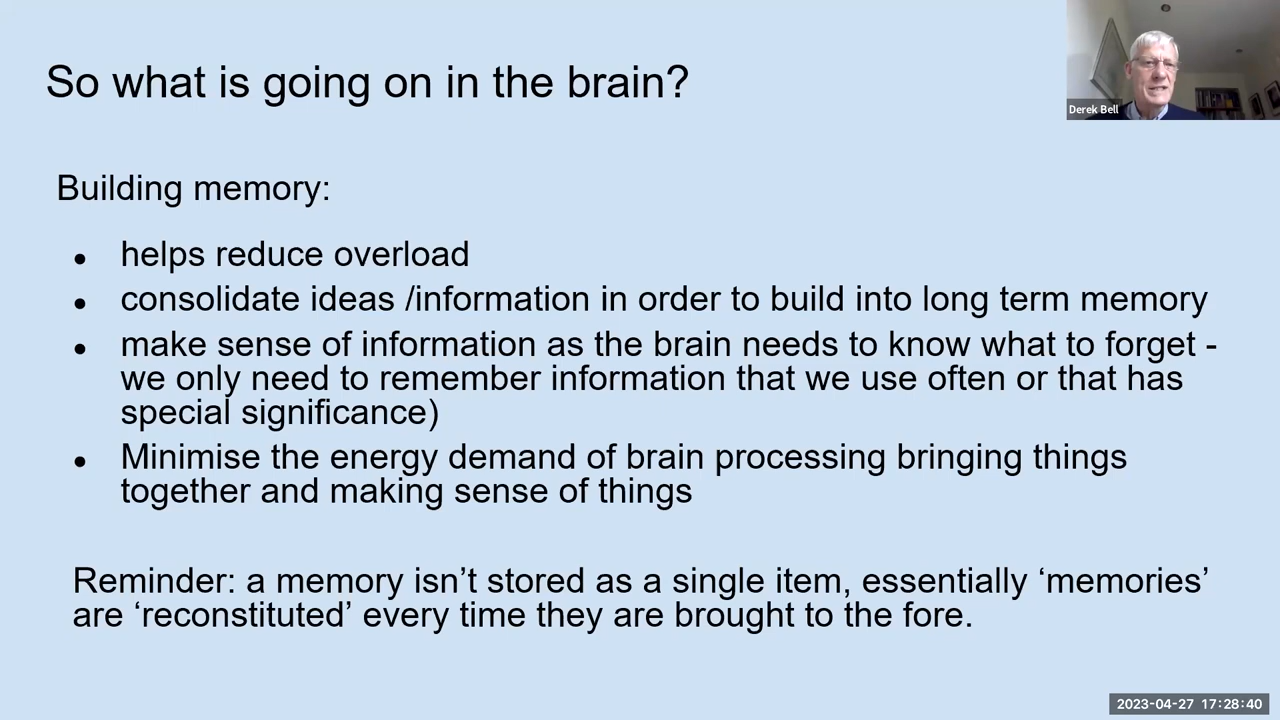 So what is going on in the brain?
Derek Bell
Building memory:
• helps reduce overload
• consolidate ideas /information in order to build into long term memory
• make sense of information as the brain needs to know what to forget -
we only need to remember information that we use often or that has
special significance)
• Minimise the energy demand of brain processing bringing things
together and making sense of things
Reminder: a memory isn’t stored as a single item, essentially ‘memories’
are ‘reconstituted’ every time they are brought to the fore.
2023-04-27 17:28:40